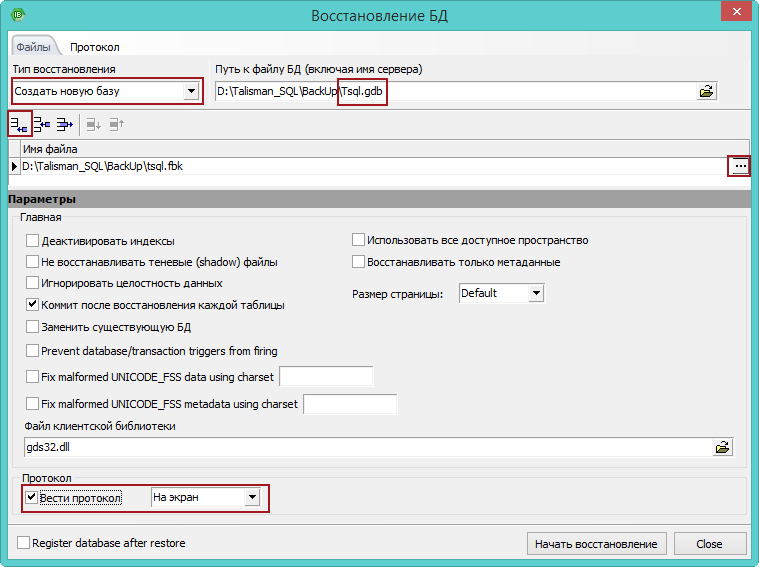 Восстановление БД
Файлы Протокол
Тип восстановления Путь к файлу БД (включая имя сервера)
Создать новую базу D:\Talisman_SQL\BackUp\Tsql.gdb
Имя файла
D:\Talisman_SQL\BackUp\tsql.fbk ...
Параметры
Главная
Деактивировать индексы Использовать все доступное пространство
Не восстанавливать теневые (shadow) файлы Восстанавливать только метаданные
Игнорировать целостность данных
Размер страницы: Default
Коммит после восстановления каждой таблицы
Заменить существующую БД
Prevent database/transaction triggers from firing
Fix malformed UNICODE_FSS data using charset
Fix malformed UNICODE_FSS metadata using charset
Файл клиентской библиотеки
gds32.dll
Протокол
Вести протокол На экран
Register database after restore Начать восстановление Close